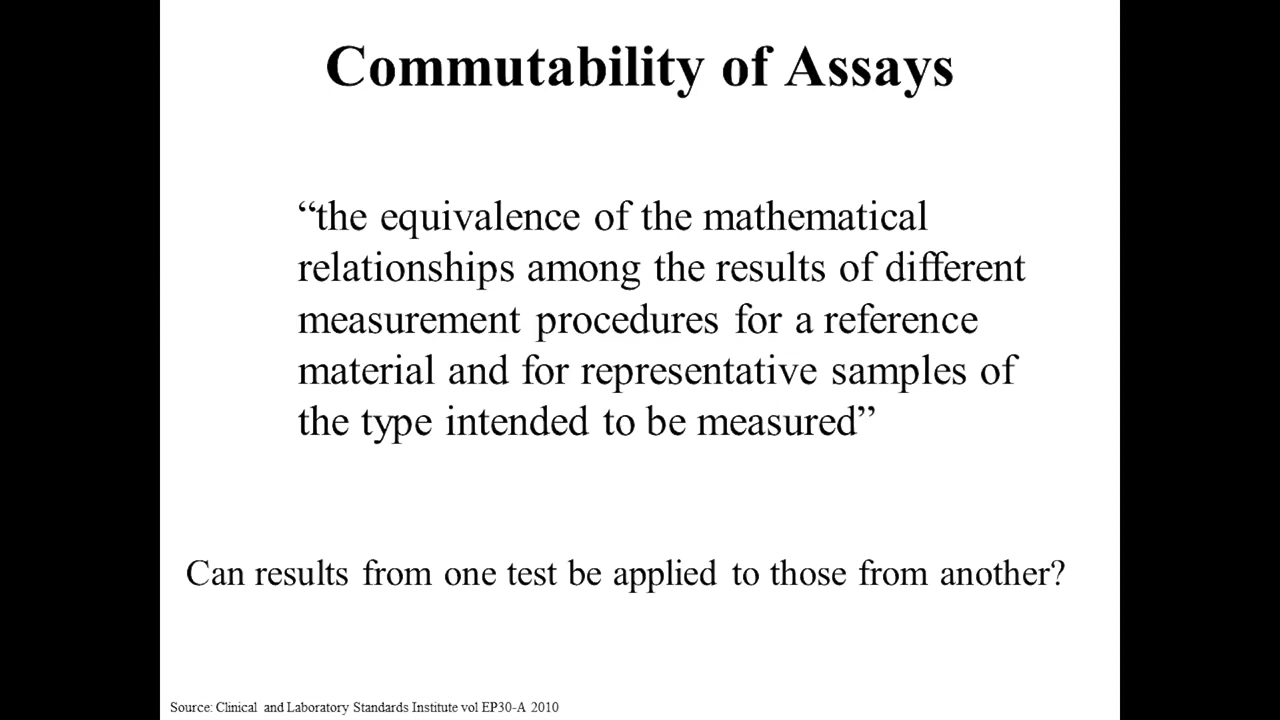 Commutability of Assays
“the equivalence of the mathematical
relationships among the results of different
measurement procedures for a reference
material and for representative samples of
the type intended to be measured”
Can results from one test be applied to those from another?
Source: Clinical and Laboratory Standards Institute vol EP30-A 2010